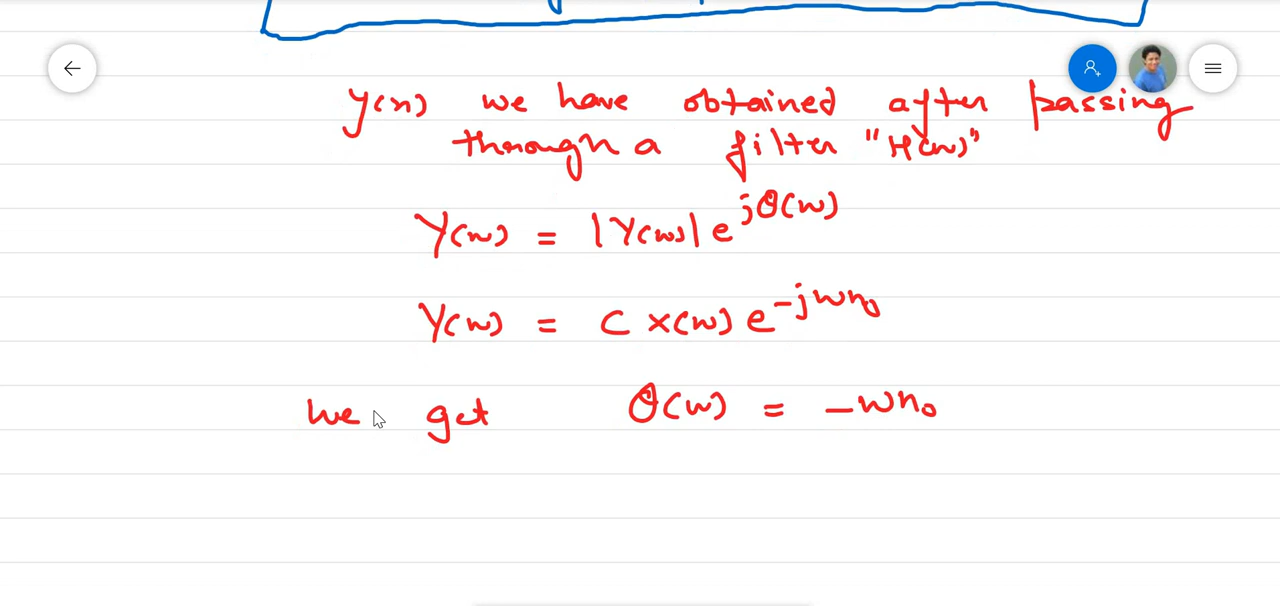 y(n) we have obtained after passing
through a filter "H(w)"
Y(w) = |Y(w)| e^{jθ(w)}
Y(w) = C X(w) e^{-jwn₀}
We get θ(w) = -wn₀